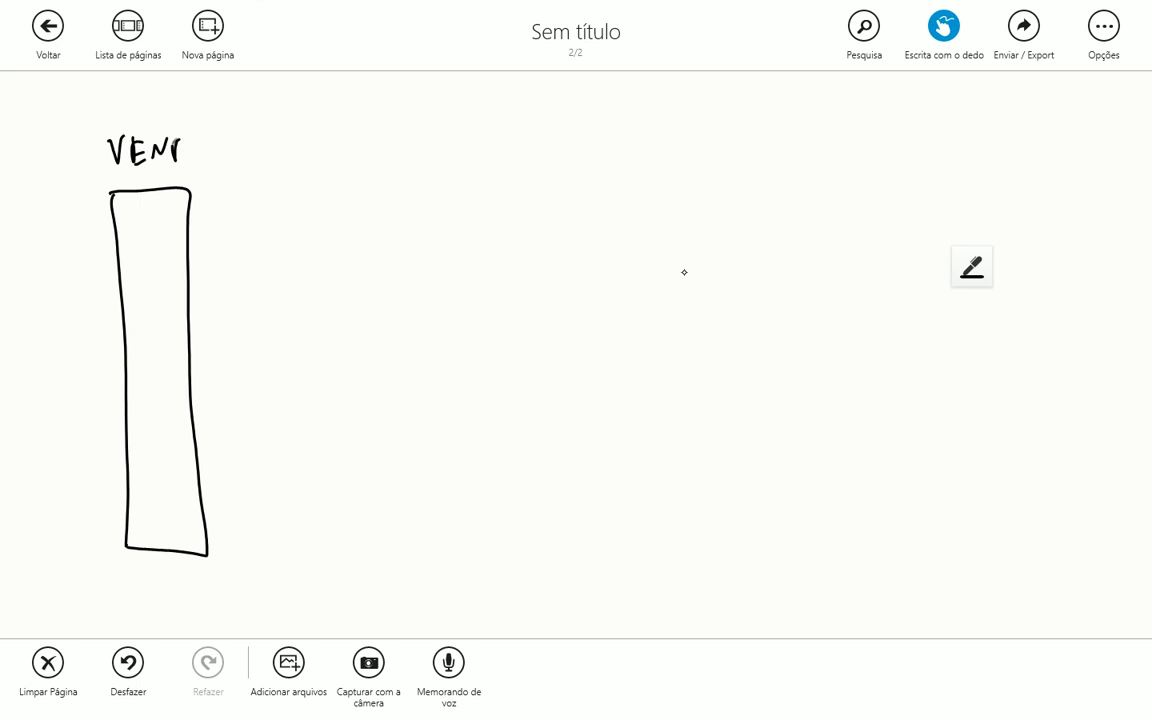 Sem título
2/2
Voltar
Lista de páginas
Nova página
Pesquisa
Escrita com o dedo
Enviar / Export
Opções
VENr
Limpar Página
Desfazer
Refazer
Adicionar arquivos
Capturar com a
câmera
Memorando de
voz